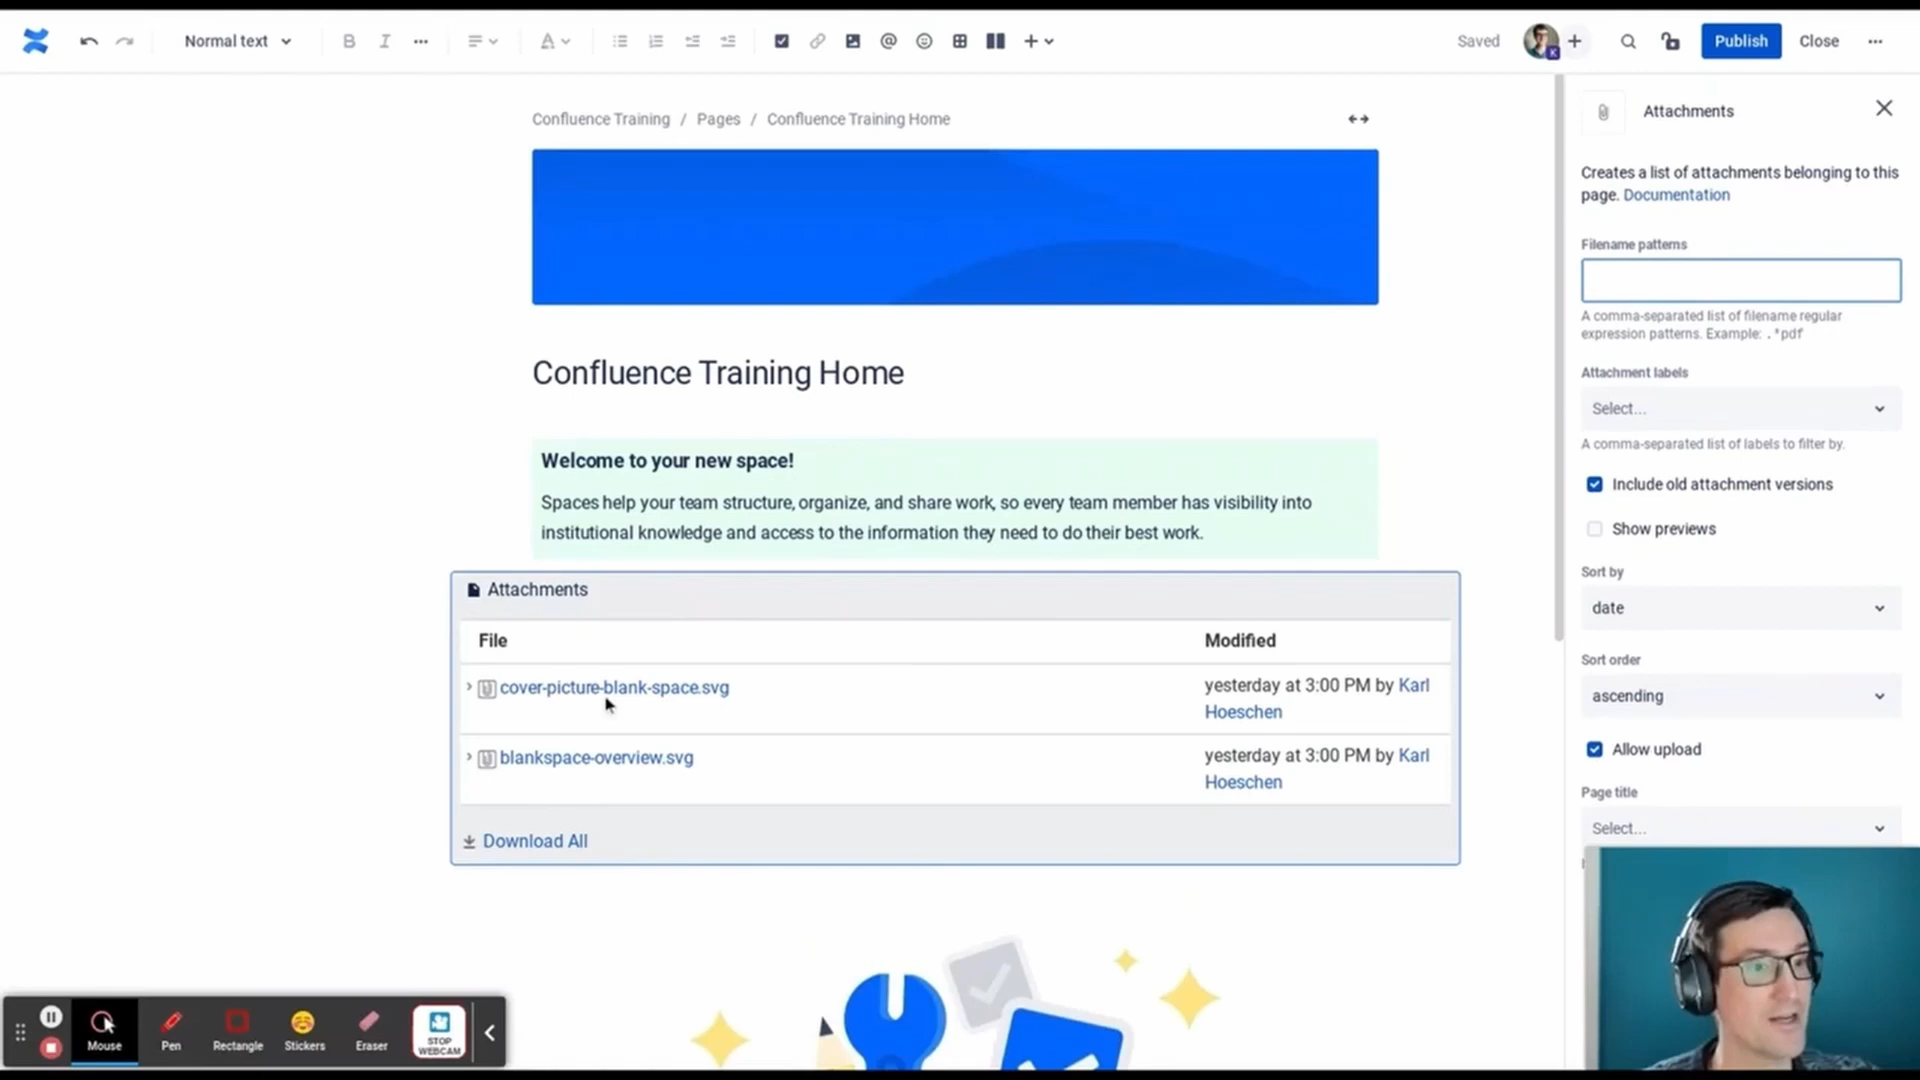 Normal text
B
I
A
@
Saved
K
Publish
Close
Confluence Training / Pages / Confluence Training Home
Confluence Training Home
Welcome to your new space!
Spaces help your team structure, organize, and share work, so every team member has visibility into
institutional knowledge and access to the information they need to do their best work.
Attachments
File
Modified
cover-picture-blank-space.svg
yesterday at 3:00 PM by Karl
Hoeschen
blankspace-overview.svg
yesterday at 3:00 PM by Karl
Hoeschen
Download All
Attachments
Creates a list of attachments belonging to this
page. Documentation
Filename patterns
A comma-separated list of filename regular
expression patterns. Example: .*pdf
Attachment labels
Select...
A comma-separated list of labels to filter by.
Include old attachment versions
Show previews
Sort by
date
Sort order
ascending
Allow upload
Page title
Select...
Mouse
Pen
Rectangle
Stickers
Eraser
STOP
WEBCAM